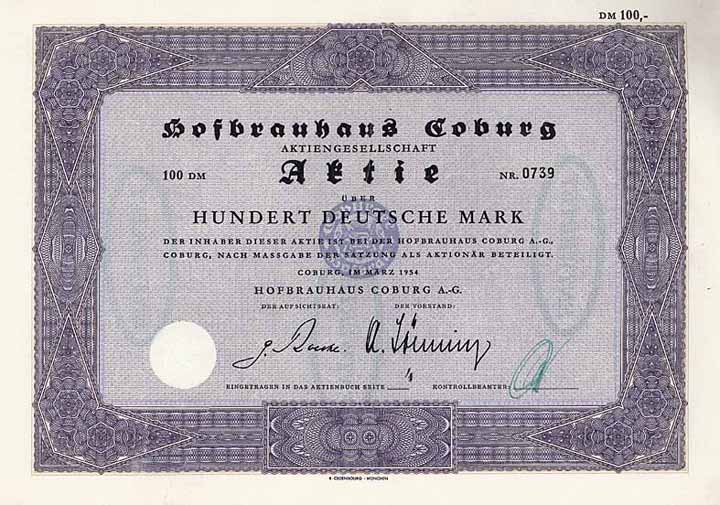 DM 100,-
Hofbrauhaus Coburg
AKTIENGESELLSCHAFT
100 DM Aktie NR. 0739
ÜBER
HUNDERT DEUTSCHE MARK
DER INHABER DIESER AKTIE IST BEI DER HOFBRAUHAUS COBURG A.-G.,
COBURG, NACH MASSGABE DER SATZUNG ALS AKTIONÄR BETEILIGT.
COBURG, IM MÄRZ 1954
HOFBRAUHAUS COBURG A.-G.
DER AUFSICHTSRAT: DER VORSTAND:
EINGETRAGEN IN DAS AKTIENBUCH SEITE KONTROLLBEAMTER:
R. OLDENBOURG · MÜNCHEN